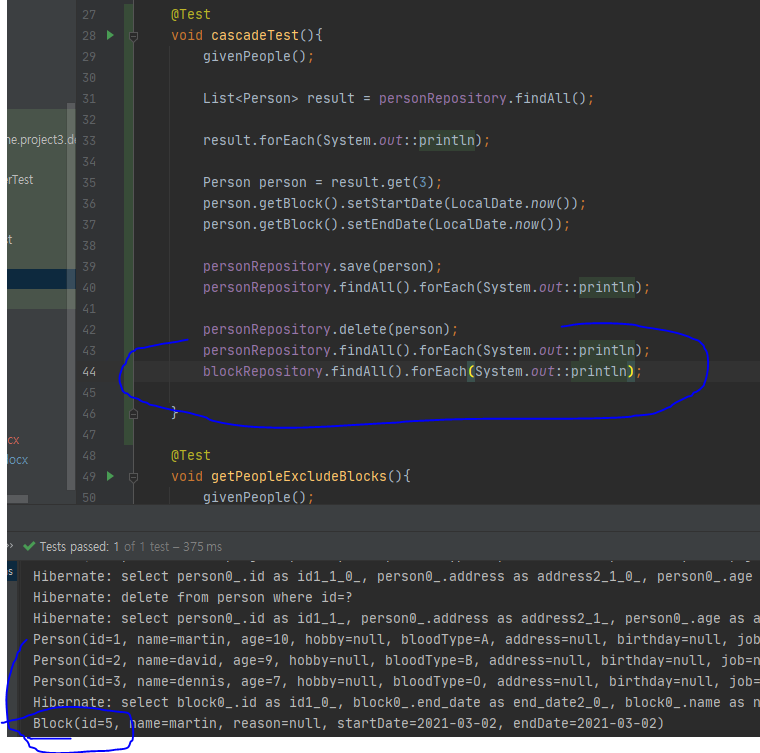 27 @Test
28 void cascadeTest(){
29 givenPeople();
30
31 List<Person> result = personRepository.findAll();
32
33 result.forEach(System.out::println);
34
35 Person person = result.get(3);
36 person.getBlock().setStartDate(LocalDate.now());
37 person.getBlock().setEndDate(LocalDate.now());
38
39 personRepository.save(person);
40 personRepository.findAll().forEach(System.out::println);
41
42 personRepository.delete(person);
43 personRepository.findAll().forEach(System.out::println);
44 blockRepository.findAll().forEach(System.out::println);
45
46 }
47
48 @Test
49 void getPeopleExcludeBlocks(){
50 givenPeople();
ne.project3.do
erTest
st
cx
docx
Tests passed: 1 of 1 test – 375 ms
Hibernate: select person0_.id as id1_1_0_, person0_.address as address2_1_0_, person0_.age
Hibernate: delete from person where id=?
Hibernate: select person0_.id as id1_1_, person0_.address as address2_1_, person0_.age as a
Person(id=1, name=martin, age=10, hobby=null, bloodType=A, address=null, birthday=null, job
Person(id=2, name=david, age=9, hobby=null, bloodType=B, address=null, birthday=null, job=n
Person(id=3, name=dennis, age=7, hobby=null, bloodType=O, address=null, birthday=null, job=
Hibernate: select block0_.id as id1_0_, block0_.end_date as end_date2_0_, block0_.name as n
Block(id=5, name=martin, reason=null, startDate=2021-03-02, endDate=2021-03-02)